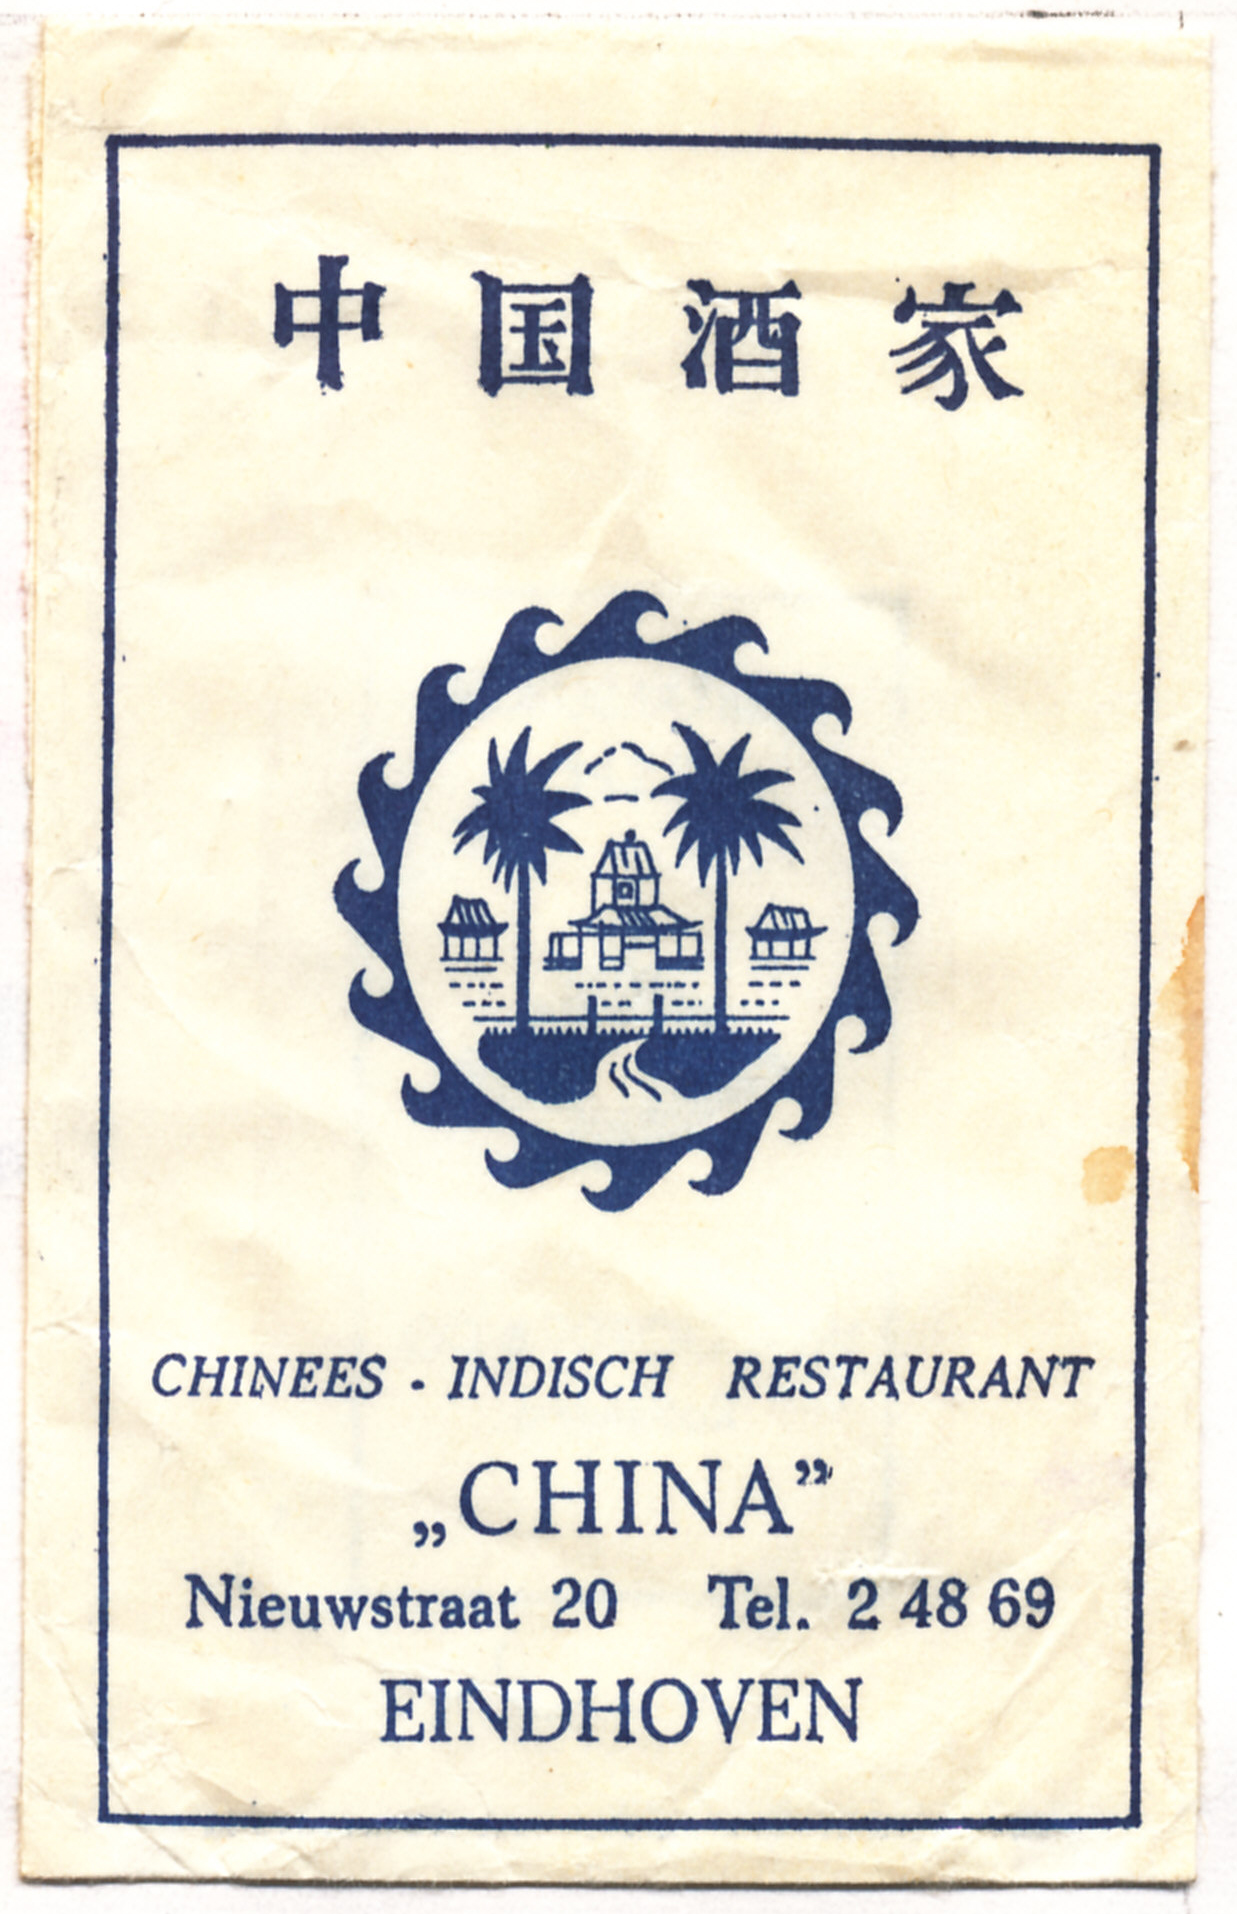 中国酒家
CHINEES - INDISCH RESTAURANT
„CHINA”
Nieuwstraat 20 Tel. 2 48 69
EINDHOVEN